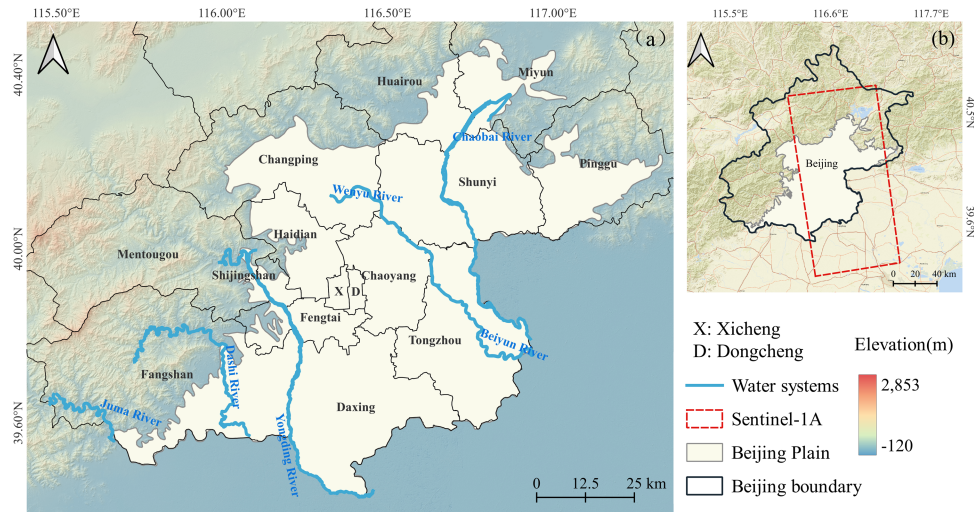 115.50°E 116.00°E 116.50°E 117.00°E
40.40°N
40.00°N
39.60°N
(a)
Miyun
Huairou
Chaobai River
Changping
Pinggu
Shunyi
Wenyu River
Haidian
Mentougou
Shijingshan
Chaoyang
X D
Fengtai
Tongzhou
Beiyun River
Fangshan
Dashi River
Juma River
Daxing
Yongding River
0 12.5 25 km
115.5°E 116.6°E 117.7°E
(b)
40.5°N
Beijing
39.6°N
0 20 40 km
X: Xicheng
D: Dongcheng
Elevation(m)
Water systems
2,853
Sentinel-1A
Beijing Plain
-120
Beijing boundary